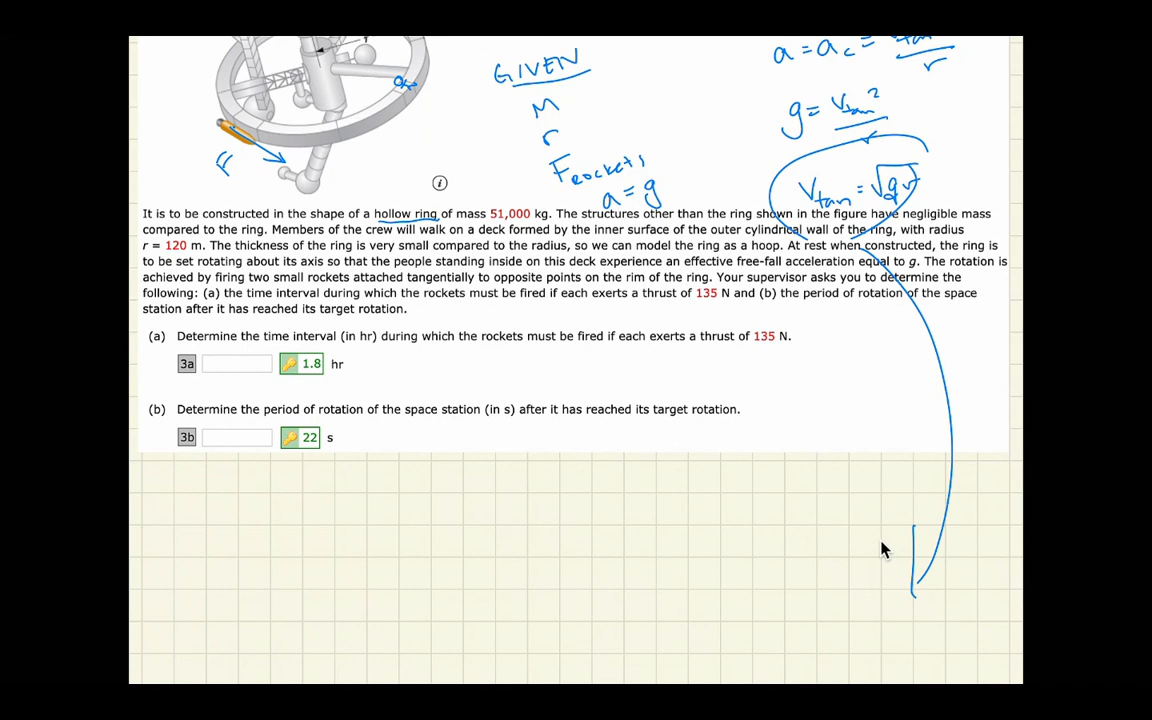 GIVEN
M
r
F rockets
a = g
a = a_c = v_tan
r
g = v_tan²
r
v_tan = √gr
F
It is to be constructed in the shape of a hollow ring of mass 51,000 kg. The structures other than the ring shown in the figure have negligible mass
compared to the ring. Members of the crew will walk on a deck formed by the inner surface of the outer cylindrical wall of the ring, with radius
r = 120 m. The thickness of the ring is very small compared to the radius, so we can model the ring as a hoop. At rest when constructed, the ring is
to be set rotating about its axis so that the people standing inside on this deck experience an effective free-fall acceleration equal to g. The rotation is
achieved by firing two small rockets attached tangentially to opposite points on the rim of the ring. Your supervisor asks you to determine the
following: (a) the time interval during which the rockets must be fired if each exerts a thrust of 135 N and (b) the period of rotation of the space
station after it has reached its target rotation.
(a) Determine the time interval (in hr) during which the rockets must be fired if each exerts a thrust of 135 N.
3a 1.8 hr
(b) Determine the period of rotation of the space station (in s) after it has reached its target rotation.
3b 22 s